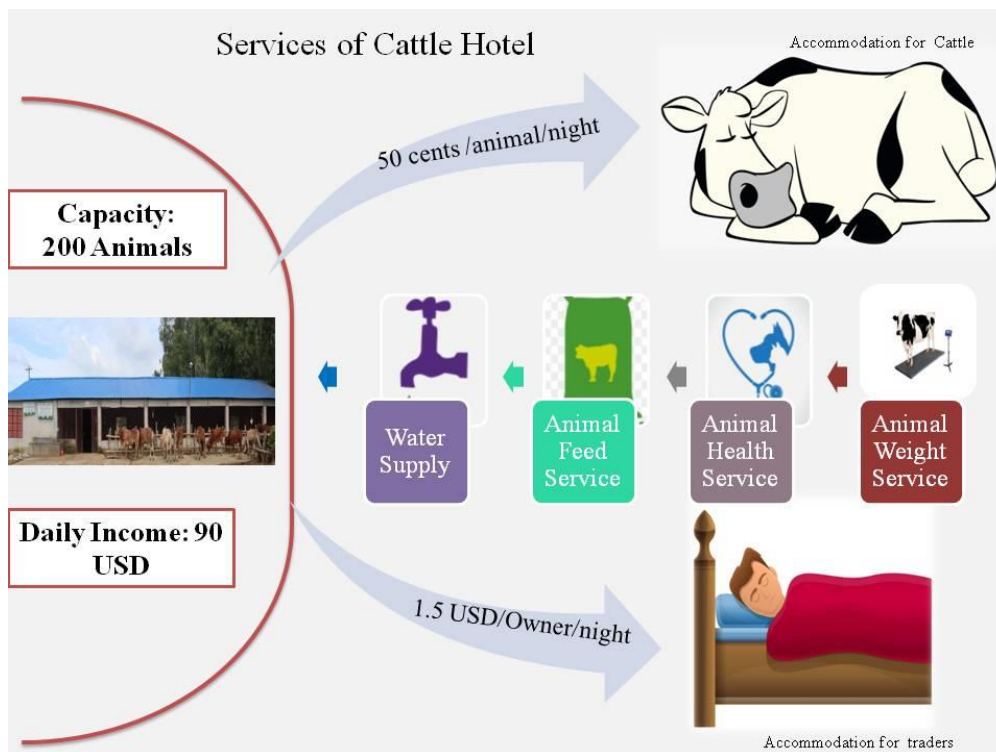 Services of Cattle Hotel
Accommodation for Cattle
50 cents /animal/night
Capacity:
200 Animals
Water
Supply
Animal
Feed
Service
Animal
Health
Service
Animal
Weight
Service
Daily Income: 90
USD
1.5 USD/Owner/night
Accommodation for traders